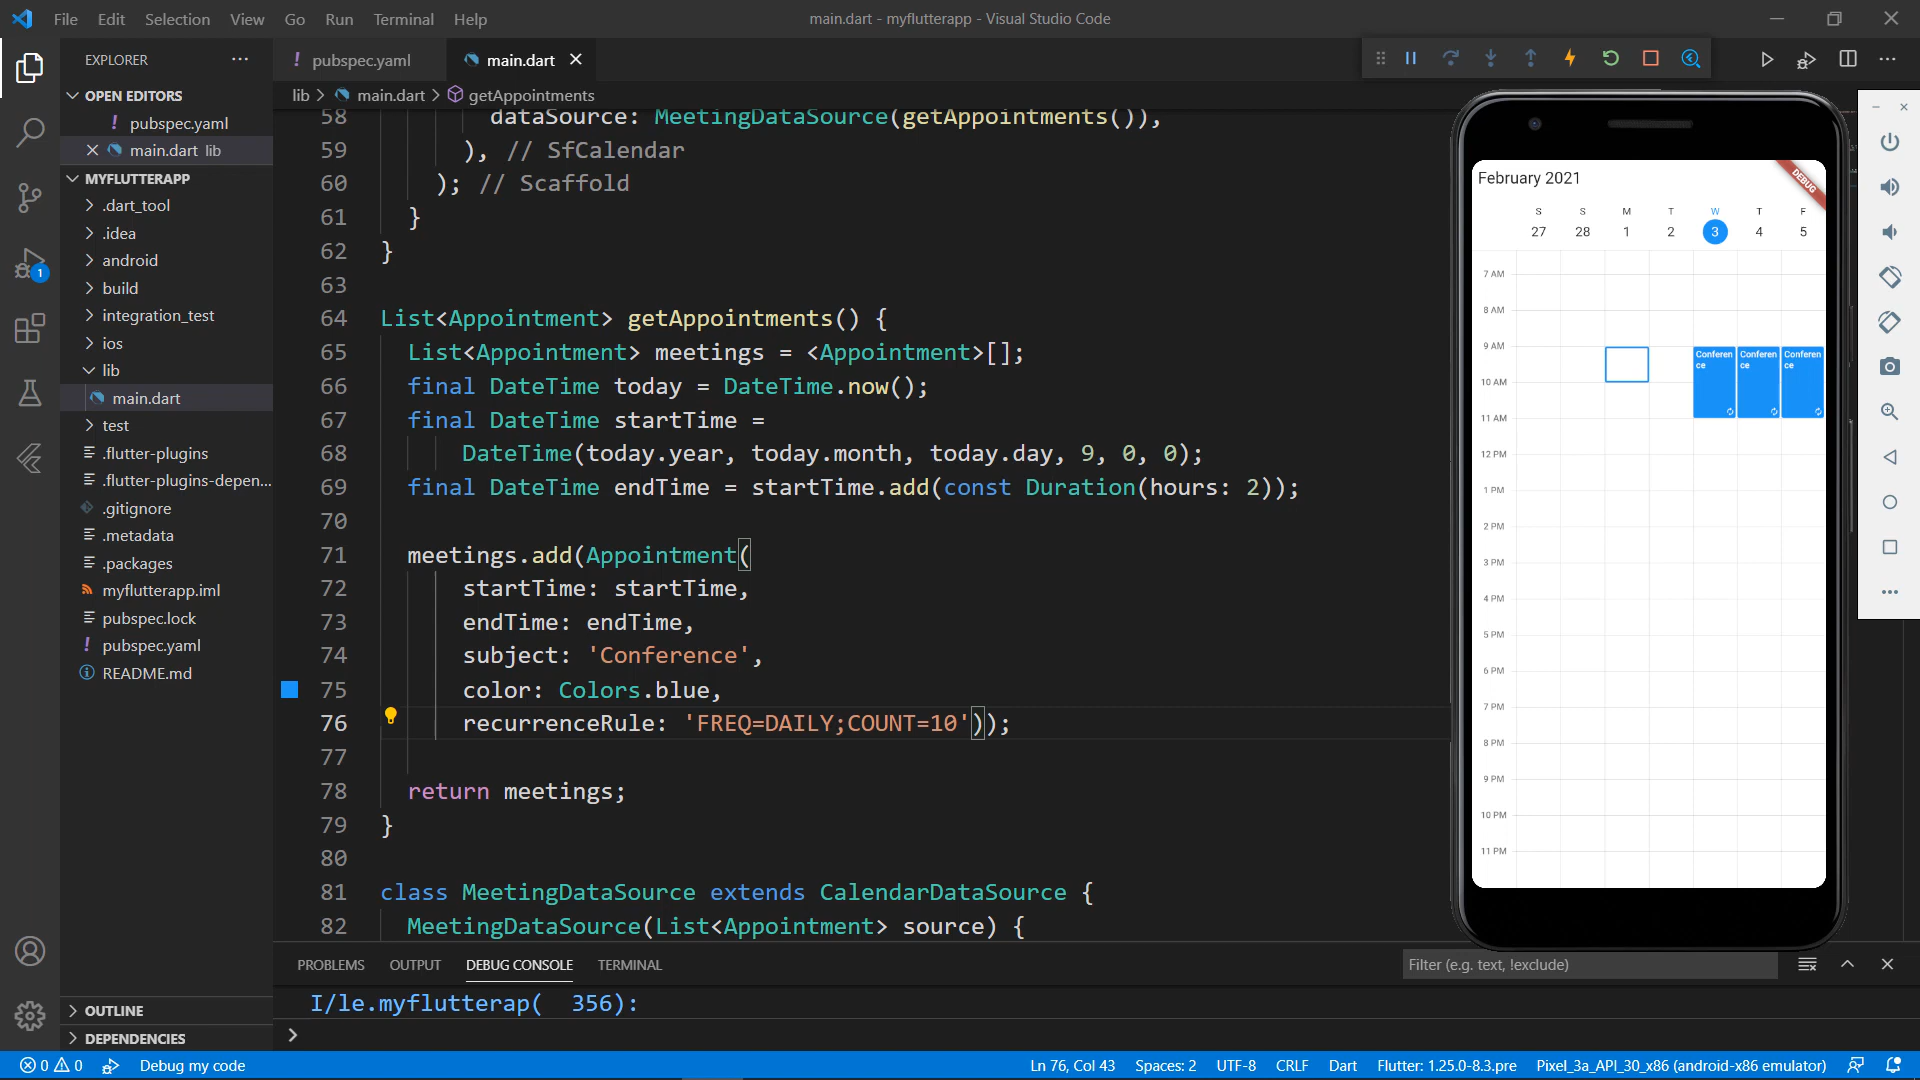 File Edit Selection View Go Run Terminal Help
main.dart - myflutterapp - Visual Studio Code
EXPLORER
OPEN EDITORS
! pubspec.yaml
main.dart lib
MYFLUTTERAPP
.dart_tool
.idea
android
build
integration_test
ios
lib
main.dart
test
.flutter-plugins
.flutter-plugins-depen...
.gitignore
.metadata
.packages
myflutterapp.iml
pubspec.lock
! pubspec.yaml
README.md
OUTLINE
DEPENDENCIES
1
! pubspec.yaml
main.dart
lib > main.dart > getAppointments
58 dataSource: MeetingDataSource(getAppointments()),
59 ), // SfCalendar
60 ); // Scaffold
61 }
62 }
63
64 List<Appointment> getAppointments() {
65 List<Appointment> meetings = <Appointment>[];
66 final DateTime today = DateTime.now();
67 final DateTime startTime =
68 DateTime(today.year, today.month, today.day, 9, 0, 0);
69 final DateTime endTime = startTime.add(const Duration(hours: 2));
70
71 meetings.add(Appointment(
72 startTime: startTime,
73 endTime: endTime,
74 subject: 'Conference',
75 color: Colors.blue,
76 recurrenceRule: 'FREQ=DAILY;COUNT=10'));
77
78 return meetings;
79 }
80
81 class MeetingDataSource extends CalendarDataSource {
82 MeetingDataSource(List<Appointment> source) {
February 2021
DEBUG
S S M T W T F
27 28 1 2 3 4 5
7 AM
8 AM
9 AM
Conferen Conferen Conferen
ce ce ce
10 AM
11 AM
12 PM
1 PM
2 PM
3 PM
4 PM
5 PM
6 PM
7 PM
8 PM
9 PM
10 PM
11 PM
PROBLEMS OUTPUT DEBUG CONSOLE TERMINAL
Filter (e.g. text, !exclude)
I/le.myflutterap( 356):
>
0 0 Debug my code
Ln 76, Col 43 Spaces: 2 UTF-8 CRLF Dart Flutter: 1.25.0-8.3.pre Pixel_3a_API_30_x86 (android-x86 emulator)